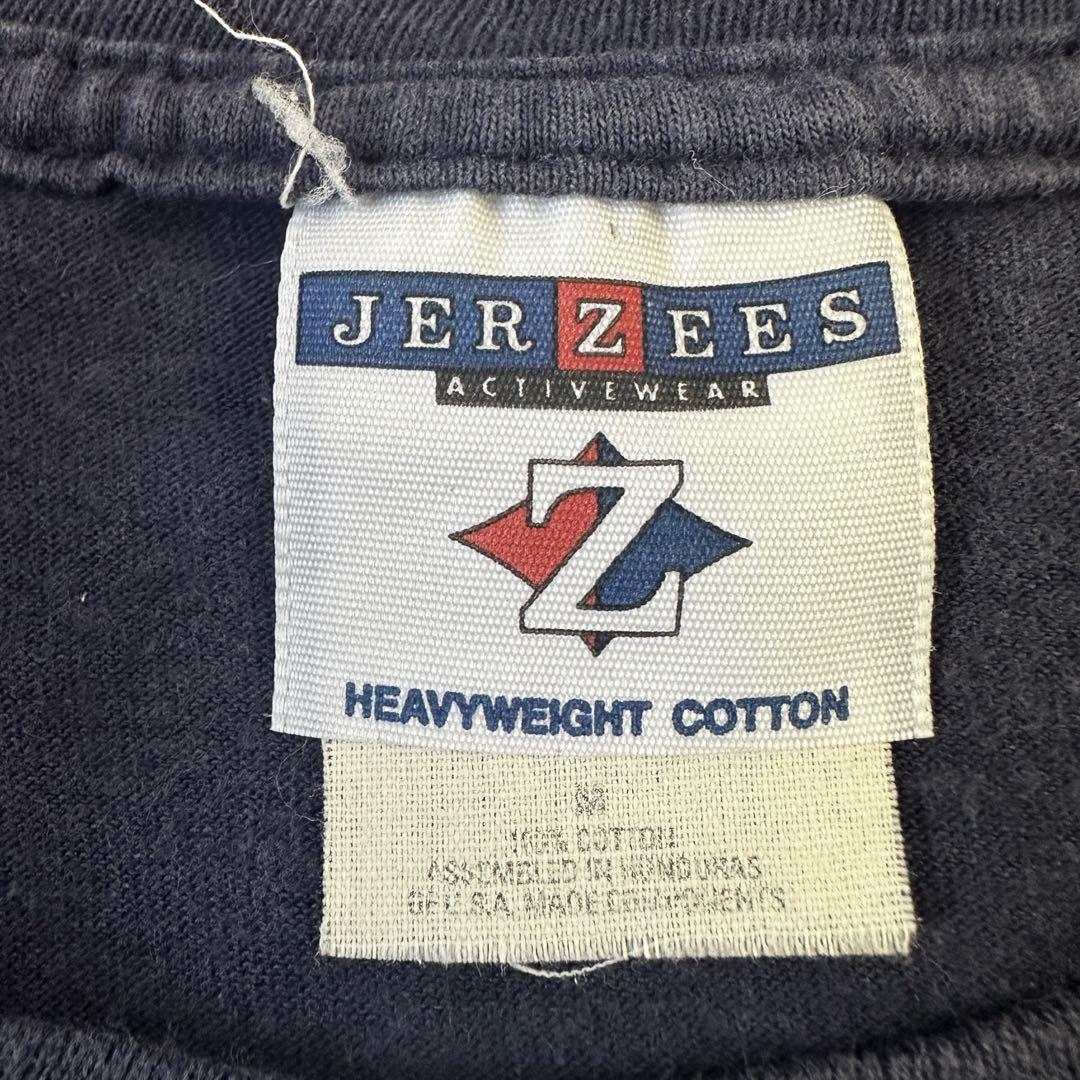 JERZEES
ACTIVEWEAR
Z
HEAVYWEIGHT COTTON
M
100% COTTON
ASSEMBLED IN HONDURAS
OF U.S.A. MADE COMPONENTS